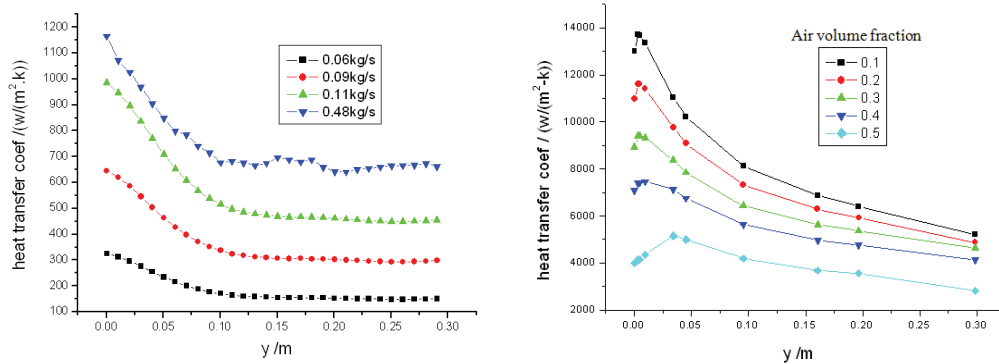 heat transfer coef /(w/(m².k))
1200
1100
1000
900
800
700
600
500
400
300
200
100
0.00 0.05 0.10 0.15 0.20 0.25 0.30
y /m
0.06kg/s
0.09kg/s
0.11kg/s
0.48kg/s
heat transfer coef / (w/(m²-k)
14000
12000
10000
8000
6000
4000
2000
0.00 0.05 0.10 0.15 0.20 0.25 0.30
y /m
Air volume fraction
0.1
0.2
0.3
0.4
0.5